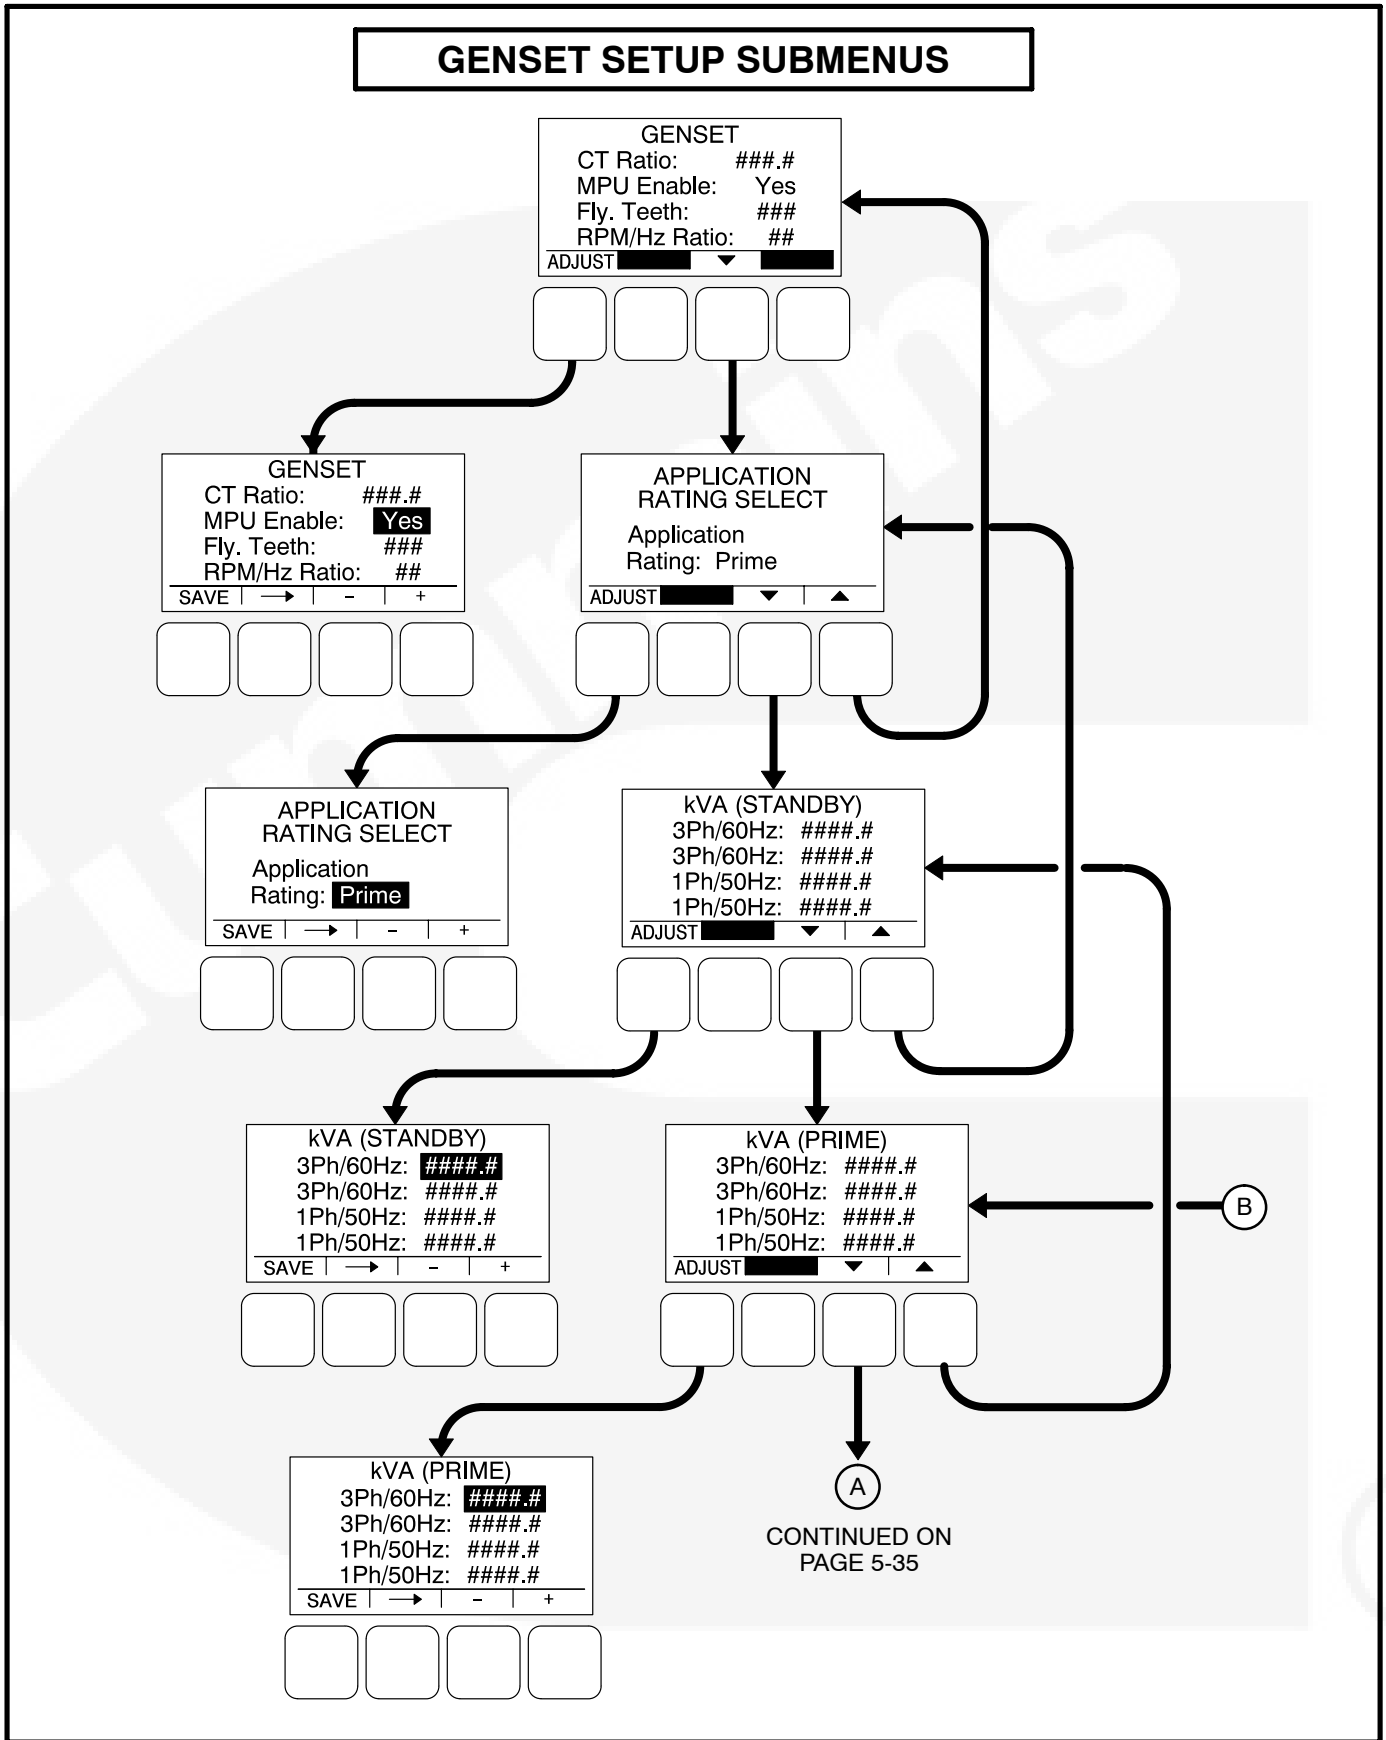 GENSET SETUP SUBMENUS
GENSET
CT Ratio: ###.#
MPU Enable: Yes
Fly. Teeth: ###
RPM/Hz Ratio: ##
ADJUST
GENSET
CT Ratio: ###.#
MPU Enable: Yes
Fly. Teeth: ###
RPM/Hz Ratio: ##
SAVE → - +
APPLICATION
RATING SELECT
Application
Rating: Prime
ADJUST
APPLICATION
RATING SELECT
Application
Rating: Prime
SAVE → - +
kVA (STANDBY)
3Ph/60Hz: ####.#
3Ph/60Hz: ####.#
1Ph/50Hz: ####.#
1Ph/50Hz: ####.#
ADJUST
kVA (STANDBY)
3Ph/60Hz: ####.#
3Ph/60Hz: ####.#
1Ph/50Hz: ####.#
1Ph/50Hz: ####.#
SAVE → - +
kVA (PRIME)
3Ph/60Hz: ####.#
3Ph/60Hz: ####.#
1Ph/50Hz: ####.#
1Ph/50Hz: ####.#
ADJUST
B
kVA (PRIME)
3Ph/60Hz: ####.#
3Ph/60Hz: ####.#
1Ph/50Hz: ####.#
1Ph/50Hz: ####.#
SAVE → - +
A
CONTINUED ON
PAGE 5-35
Cummins